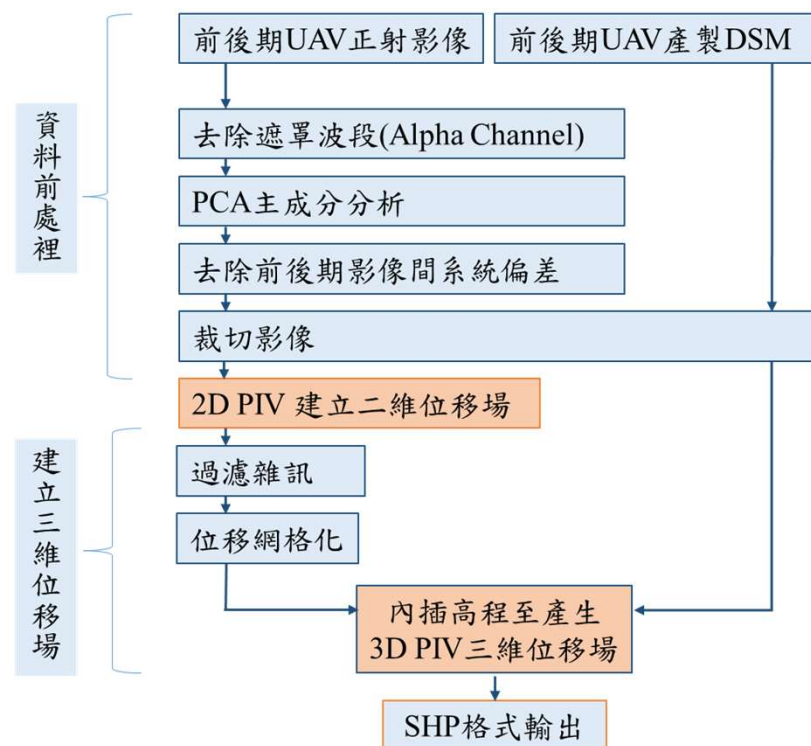 前後期UAV正射影像
前後期UAV產製DSM
資料前處裡
去除遮罩波段(Alpha Channel)
PCA主成分分析
去除前後期影像間系統偏差
裁切影像
2D PIV 建立二維位移場
建立三維位移場
過濾雜訊
位移網格化
內插高程至產生
3D PIV三維位移場
SHP格式輸出